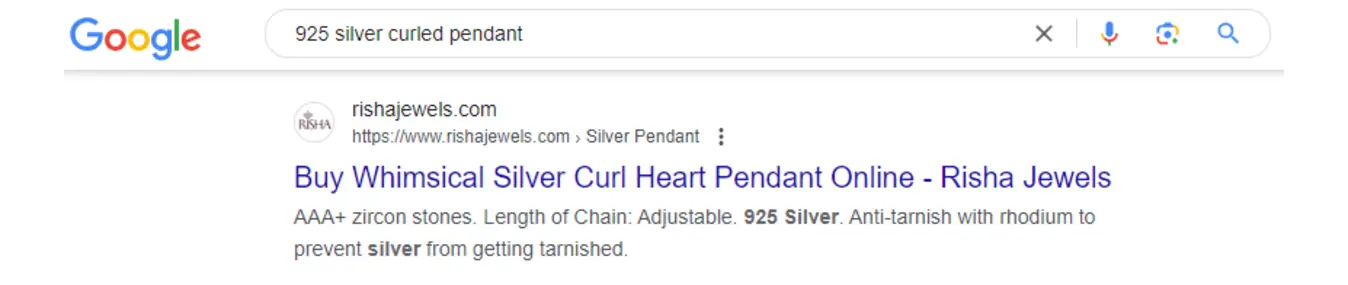 Google
925 silver curled pendant
RISHA
rishajewels.com
https://www.rishajewels.com › Silver Pendant
Buy Whimsical Silver Curl Heart Pendant Online - Risha Jewels
AAA+ zircon stones. Length of Chain: Adjustable. 925 Silver. Anti-tarnish with rhodium to
prevent silver from getting tarnished.